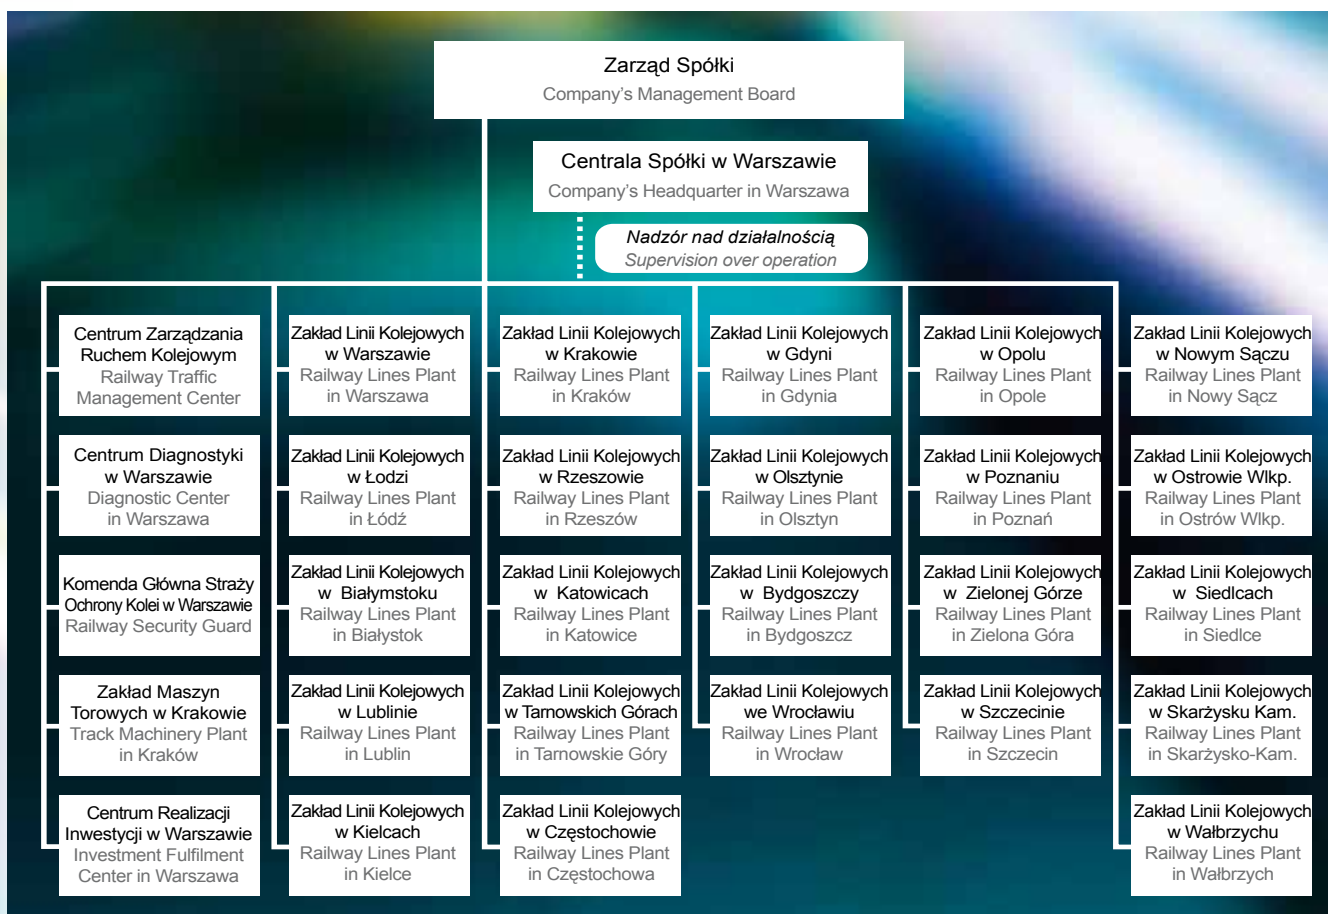 Zarząd Spółki
Company's Management Board
Centrala Spółki w Warszawie
Company's Headquarter in Warszawa
Nadzór nad działalnością
Supervision over operation
Centrum Zarządzania
Ruchem Kolejowym
Railway Traffic
Management Center
Zakład Linii Kolejowych
w Warszawie
Railway Lines Plant
in Warszawa
Zakład Linii Kolejowych
w Krakowie
Railway Lines Plant
in Kraków
Zakład Linii Kolejowych
w Gdyni
Railway Lines Plant
in Gdynia
Zakład Linii Kolejowych
w Opolu
Railway Lines Plant
in Opole
Zakład Linii Kolejowych
w Nowym Sączu
Railway Lines Plant
in Nowy Sącz
Centrum Diagnostyki
w Warszawie
Diagnostic Center
in Warszawa
Zakład Linii Kolejowych
w Łodzi
Railway Lines Plant
in Łódź
Zakład Linii Kolejowych
w Rzeszowie
Railway Lines Plant
in Rzeszów
Zakład Linii Kolejowych
w Olsztynie
Railway Lines Plant
in Olsztyn
Zakład Linii Kolejowych
w Poznaniu
Railway Lines Plant
in Poznań
Zakład Linii Kolejowych
w Ostrowie Wlkp.
Railway Lines Plant
in Ostrów Wlkp.
Komenda Główna Straży
Ochrony Kolei w Warszawie
Railway Security Guard
Zakład Linii Kolejowych
w Białymstoku
Railway Lines Plant
in Białystok
Zakład Linii Kolejowych
w Katowicach
Railway Lines Plant
in Katowice
Zakład Linii Kolejowych
w Bydgoszczy
Railway Lines Plant
in Bydgoszcz
Zakład Linii Kolejowych
w Zielonej Górze
Railway Lines Plant
in Zielona Góra
Zakład Linii Kolejowych
w Siedlcach
Railway Lines Plant
in Siedlce
Zakład Maszyn
Torowych w Krakowie
Track Machinery Plant
in Kraków
Zakład Linii Kolejowych
w Lublinie
Railway Lines Plant
in Lublin
Zakład Linii Kolejowych
w Tarnowskich Górach
Railway Lines Plant
in Tarnowskie Góry
Zakład Linii Kolejowych
we Wrocławiu
Railway Lines Plant
in Wrocław
Zakład Linii Kolejowych
w Szczecinie
Railway Lines Plant
in Szczecin
Zakład Linii Kolejowych
w Skarżysku Kam.
Railway Lines Plant
in Skarżysko-Kam.
Centrum Realizacji
Inwestycji w Warszawie
Investment Fulfilment
Center in Warszawa
Zakład Linii Kolejowych
w Kielcach
Railway Lines Plant
in Kielce
Zakład Linii Kolejowych
w Częstochowie
Railway Lines Plant
in Częstochowa
Zakład Linii Kolejowych
w Wałbrzychu
Railway Lines Plant
in Wałbrzych